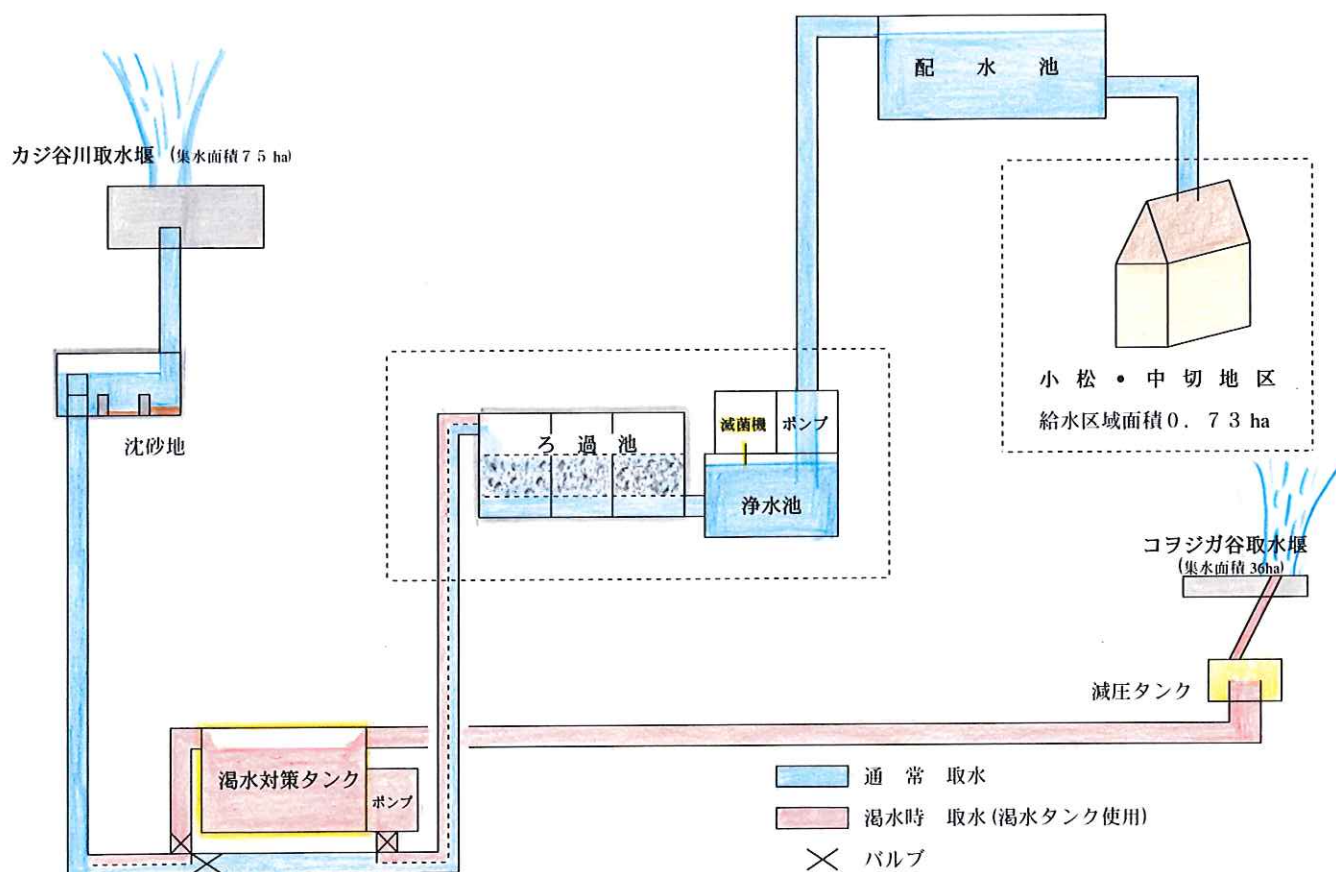 配水池
カジ谷川取水堰 (集水面積75ha)
小松・中切地区
給水区域面積0.73ha
沈砂地
ろ過池
滅菌機
ポンプ
浄水池
コヲジガ谷取水堰
(集水面積36ha)
減圧タンク
渇水対策タンク
ポンプ
通常 取水
渇水時 取水(渇水タンク使用)
バルブ